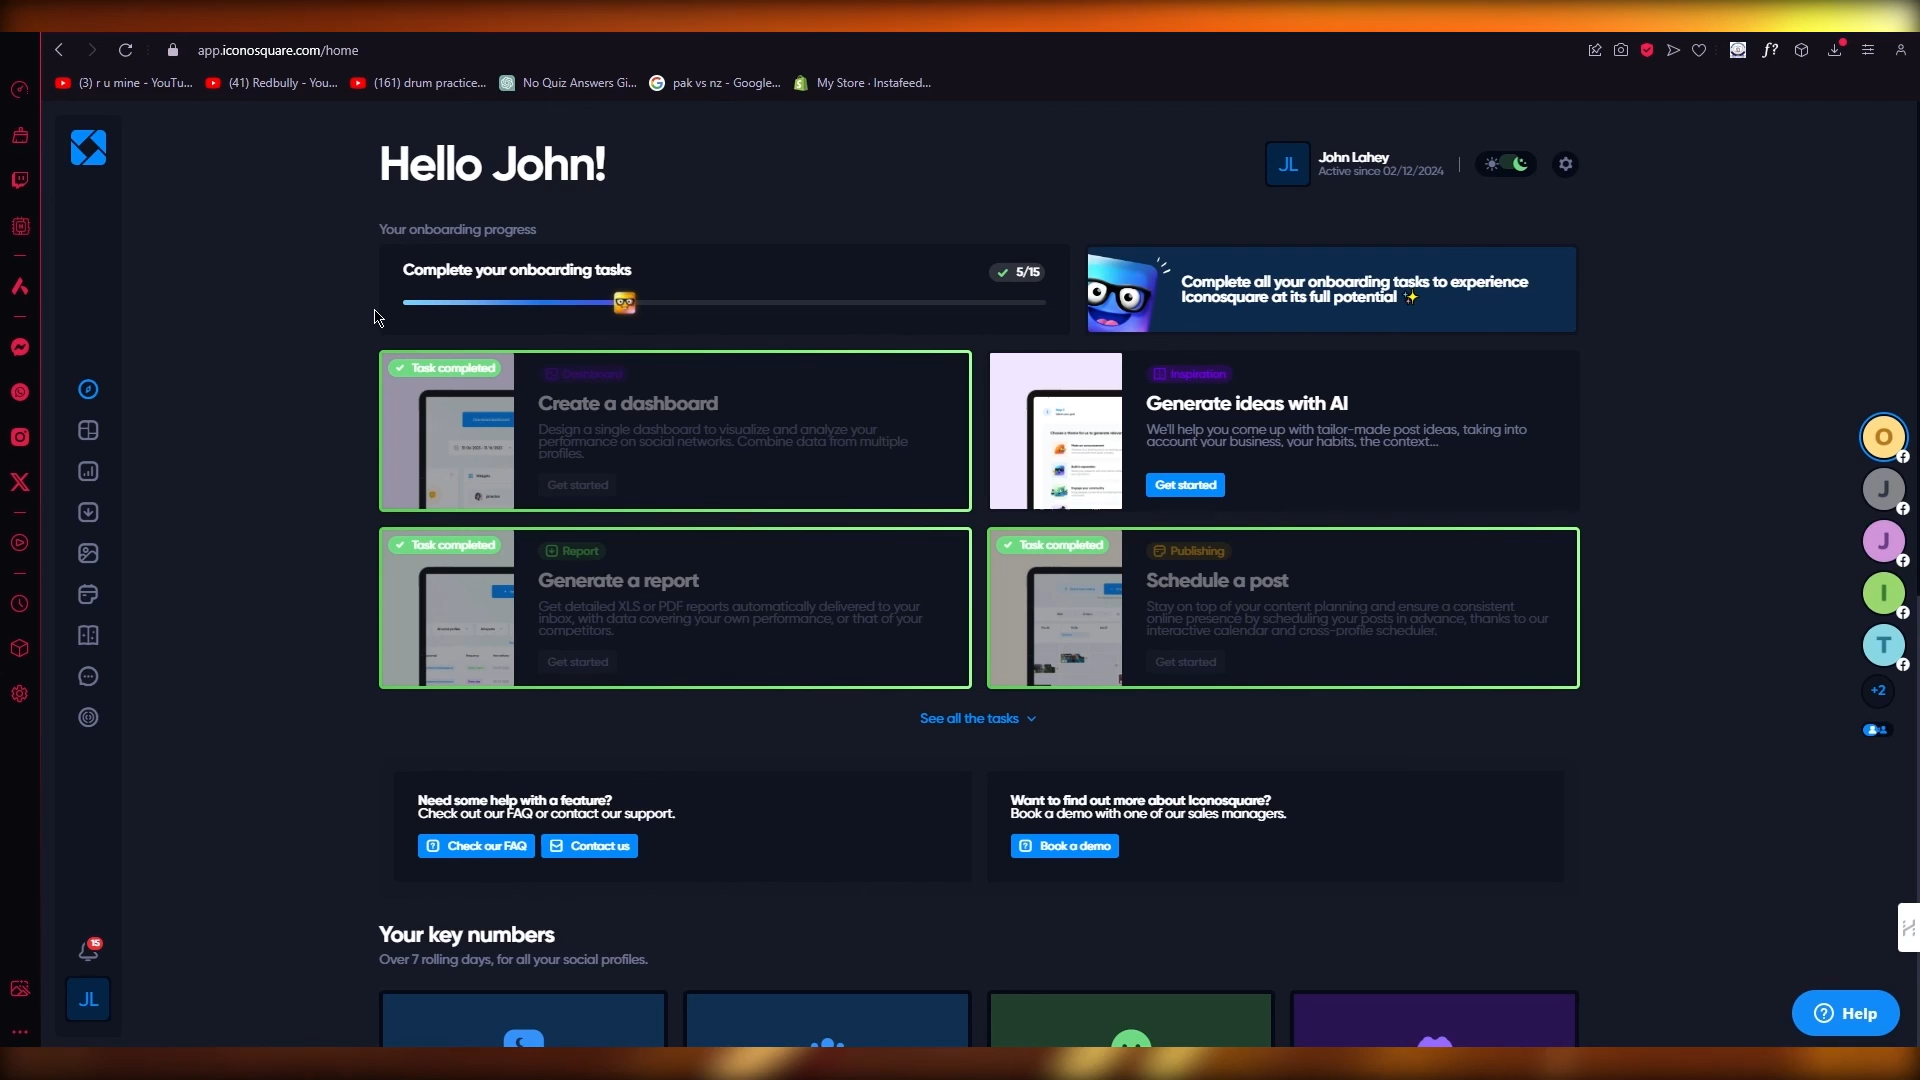 app.iconosquare.com/home
(3) r u mine - YouTu...
(41) Redbully - You...
(161) drum practice...
No Quiz Answers Gi...
pak vs nz - Google...
My Store · Instafeed...
Hello John!
JL
John Lahey
Active since 02/12/2024
Your onboarding progress
Complete your onboarding tasks
5/15
Complete all your onboarding tasks to experience
Iconosquare at its full potential ✨
Task completed
Dashboard
Create a dashboard
Design a single dashboard to visualize and analyze your
performance on social networks. Combine data from multiple
profiles.
Get started
Inspiration
Generate ideas with AI
We'll help you come up with tailor-made post ideas, taking into
account your business, your habits, the context...
Get started
Task completed
Report
Generate a report
Get detailed XLS or PDF reports automatically delivered to your
inbox, with data covering your own performance, or that of your
competitors.
Get started
Task completed
Publishing
Schedule a post
Stay on top of your content planning and ensure a consistent
online presence by scheduling your posts in advance, thanks to our
interactive calendar and cross-profile scheduler.
Get started
See all the tasks
Need some help with a feature?
Check out our FAQ or contact our support.
Check our FAQ
Contact us
Want to find out more about Iconosquare?
Book a demo with one of our sales managers.
Book a demo
Your key numbers
Over 7 rolling days, for all your social profiles.
O
J
J
I
T
+2
15
JL
Help